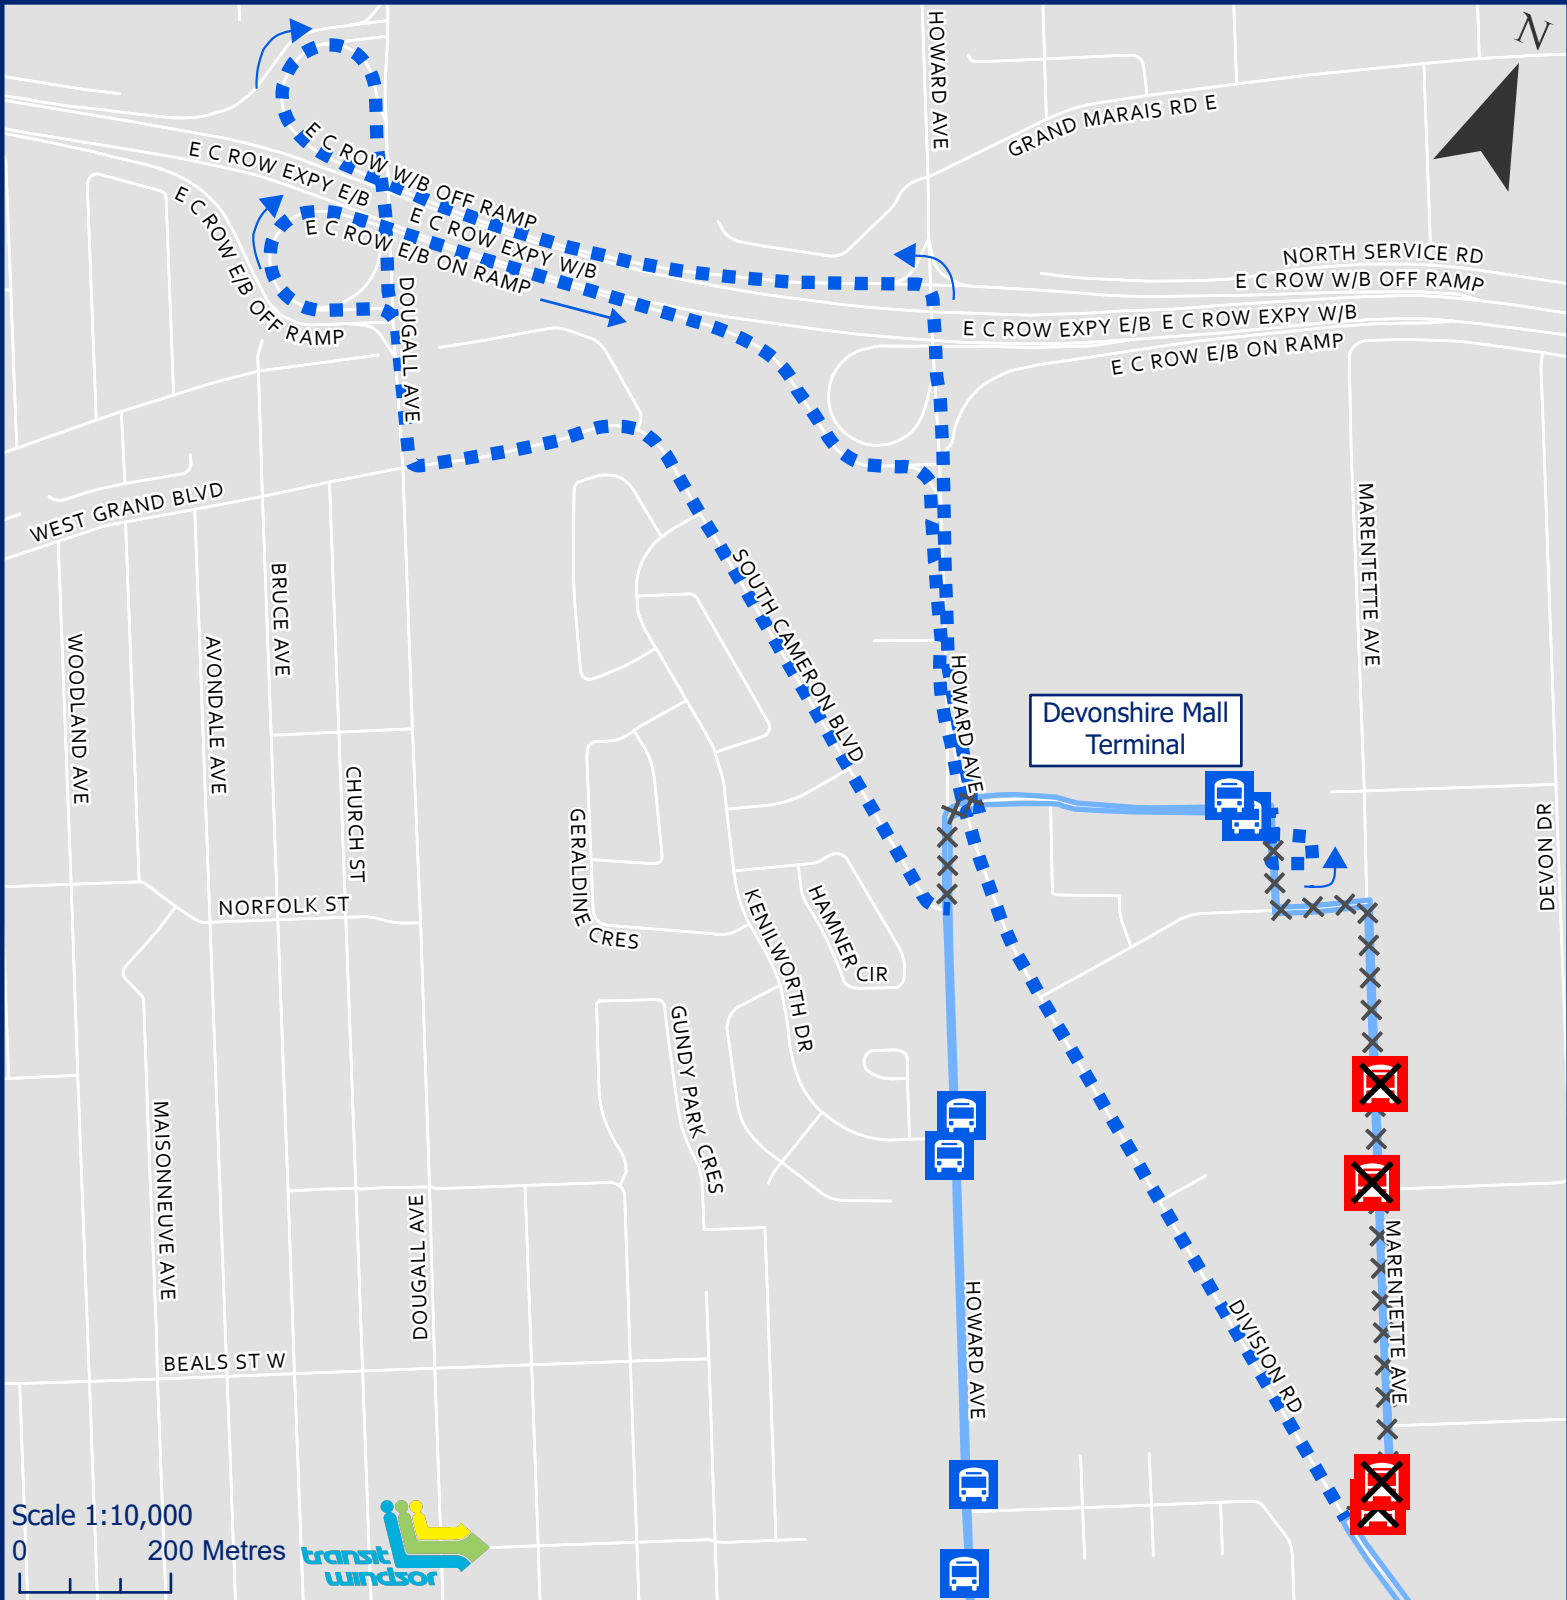 N
HOWARD AVE
GRAND MARAIS RD E
E C ROW W/B OFF RAMP
E C ROW EXPY E/B
E C ROW EXPY W/B
E C ROW E/B ON RAMP
E C ROW E/B OFF RAMP
NORTH SERVICE RD
E C ROW W/B OFF RAMP
E C ROW EXPY E/B
E C ROW EXPY W/B
E C ROW E/B ON RAMP
DOUGALL AVE
WEST GRAND BLVD
MARENTETTE AVE
SOUTH CAMERON BLVD
BRUCE AVE
WOODLAND AVE
AVONDALE AVE
HOWARD AVE
Devonshire Mall
Terminal
CHURCH ST
GERALDINE CRES
DEVON DR
NORFOLK ST
KENILWORTH DR
HAMNER CIR
GUNDY PARK CRES
MAISONNEUVE AVE
DOUGALL AVE
MARENTETTE AVE
HOWARD AVE
DIVISION RD
BEALS ST W
Scale 1:10,000
0 200 Metres
transit
windsor